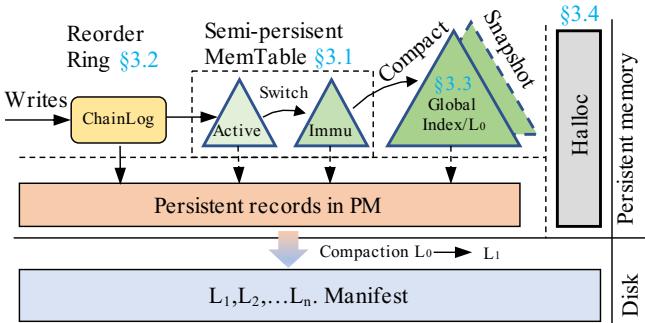 Reorder
Ring §3.2
Semi-persisent
MemTable §3.1
Compact
Snapshot
§3.4
Writes
ChainLog
Active
Switch
Immu
§3.3
Global
Index/L₀
Halloc
Persistent memory
Persistent records in PM
Compaction L₀ → L₁
L₁,L₂,…Lₙ. Manifest
Disk